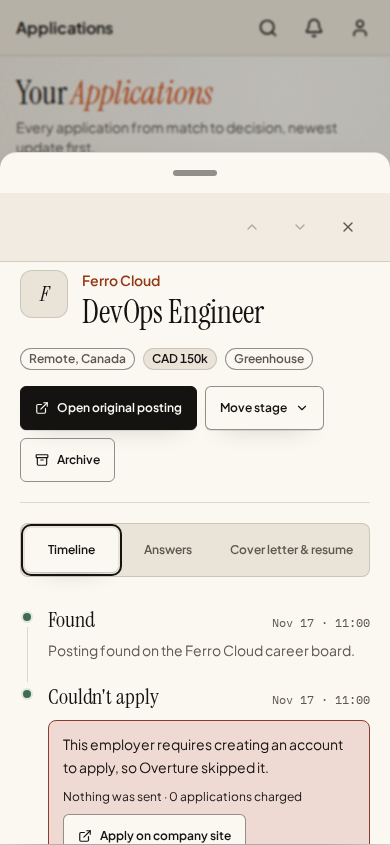 Applications
Your Applications
Every application from match to decision, newest
update first.
F
Ferro Cloud
DevOps Engineer
Remote, Canada
CAD 150k
Greenhouse
Open original posting
Move stage
Archive
Timeline
Answers
Cover letter & resume
Found
Nov 17 · 11:00
Posting found on the Ferro Cloud career board.
Couldn't apply
Nov 17 · 11:00
This employer requires creating an account
to apply, so Overture skipped it.
Nothing was sent · 0 applications charged
Apply on company site